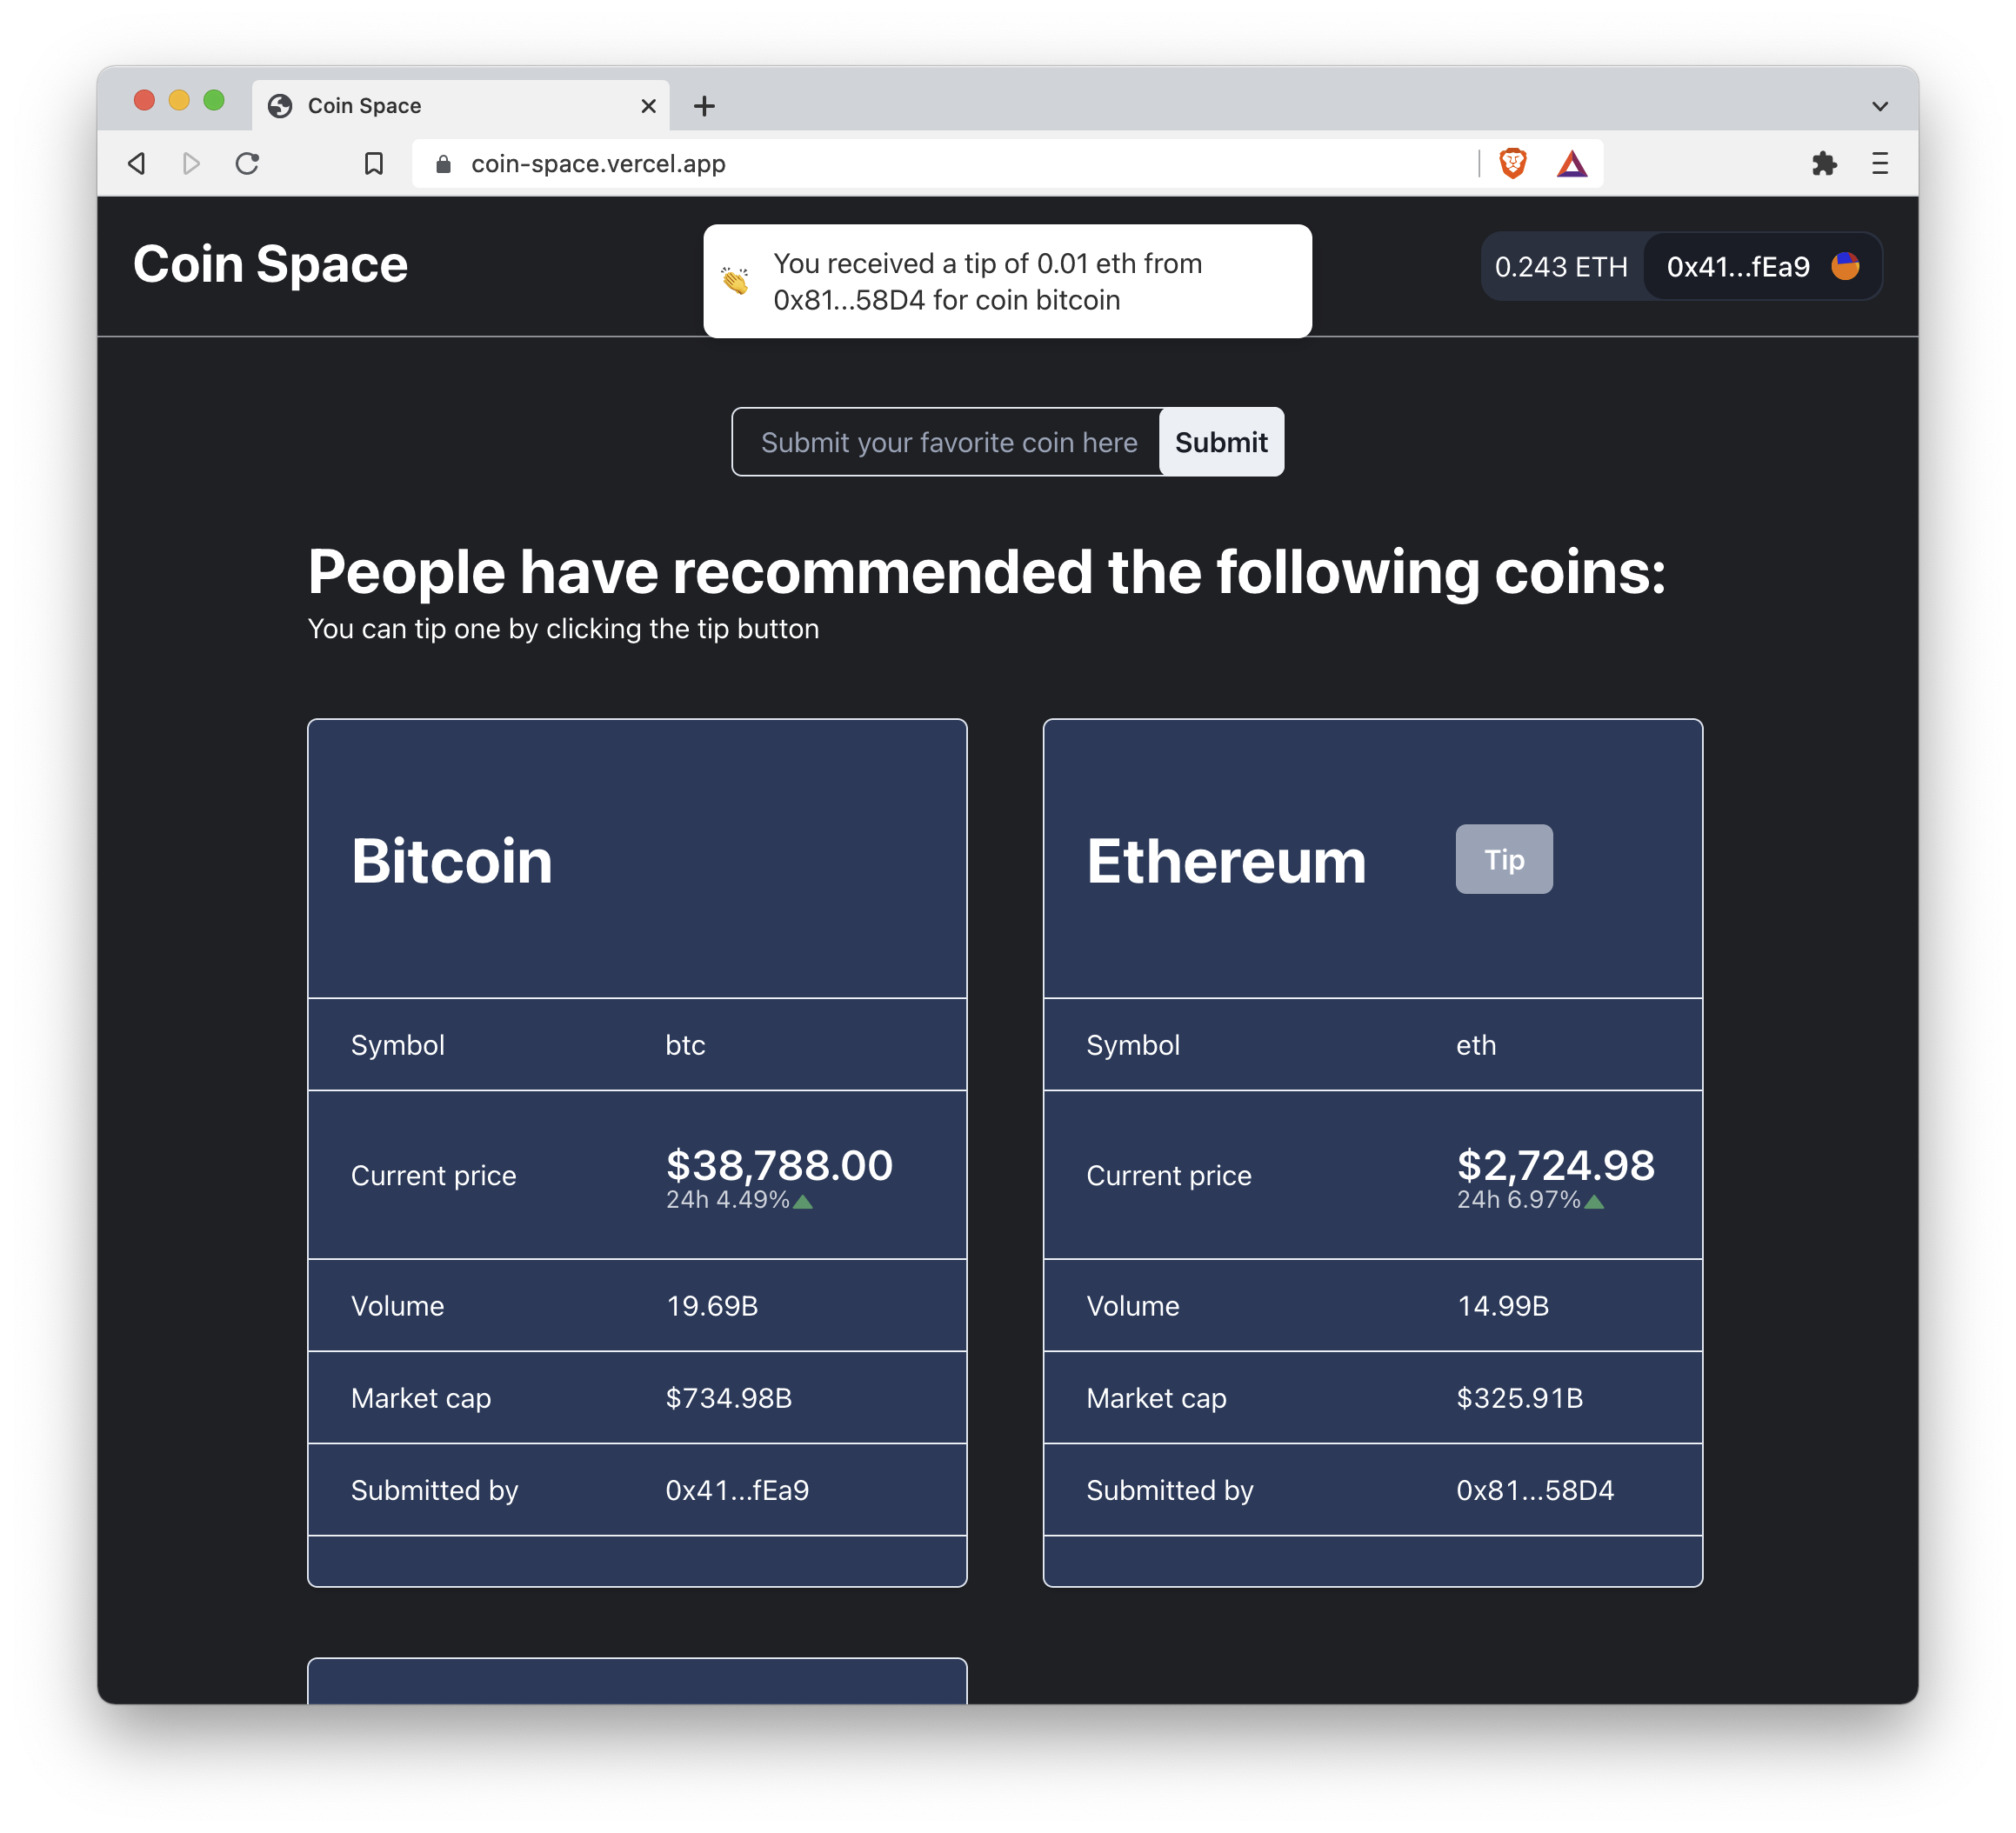 Coin Space
coin-space.vercel.app
Coin Space
You received a tip of 0.01 eth from
0x81...58D4 for coin bitcoin
0.243 ETH
0x41...fEa9
Submit your favorite coin here
Submit
People have recommended the following coins:
You can tip one by clicking the tip button
Bitcoin
Symbol btc
Current price $38,788.00
24h 4.49%
Volume 19.69B
Market cap $734.98B
Submitted by 0x41...fEa9
Ethereum Tip
Symbol eth
Current price $2,724.98
24h 6.97%
Volume 14.99B
Market cap $325.91B
Submitted by 0x81...58D4